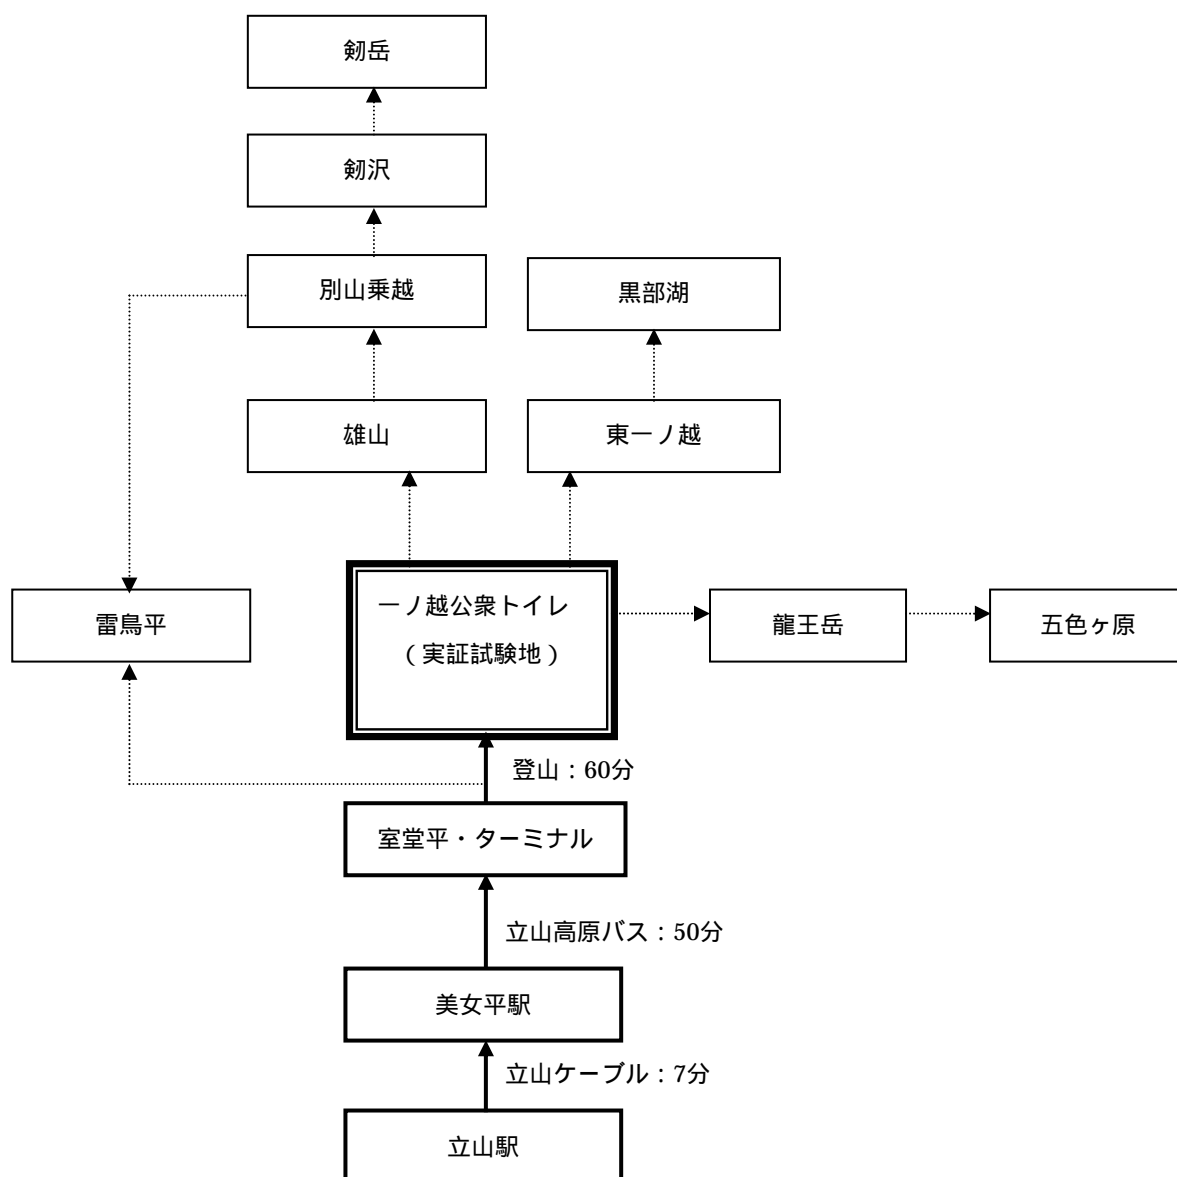 剱岳
剱沢
別山乗越
黒部湖
雄山
東一ノ越
一ノ越公衆トイレ
（実証試験地）
雷鳥平
龍王岳
五色ヶ原
登山：60分
室堂平・ターミナル
立山高原バス：50分
美女平駅
立山ケーブル：7分
立山駅